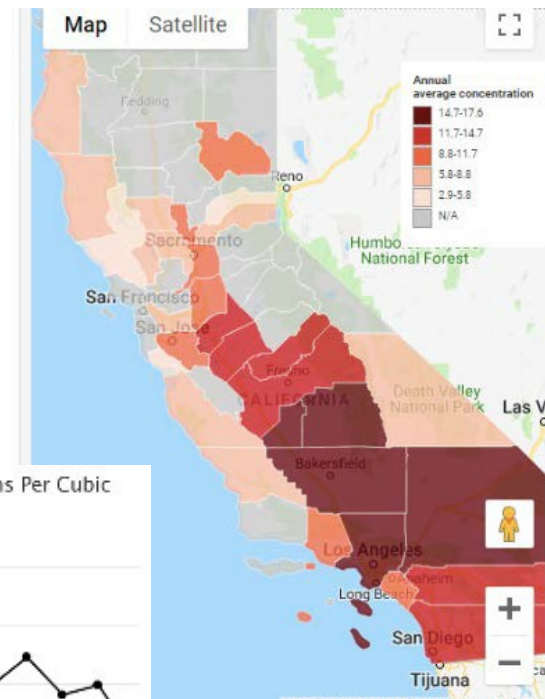 Map Satellite
Annual
average concentration
14.7-17.6
11.7-14.7
8.8-11.7
5.8-8.8
2.9-5.8
N/A
Redding
Reno
Sacramento
Humbo
National Forest
San Francisco
San Jose
Fresno
CALIFORNIA
Death Valley
National Park
Las V
Bakersfield
ns Per Cubic
Los Angeles
Anaheim
Long Beach
San Diego
Tijuana
+
−